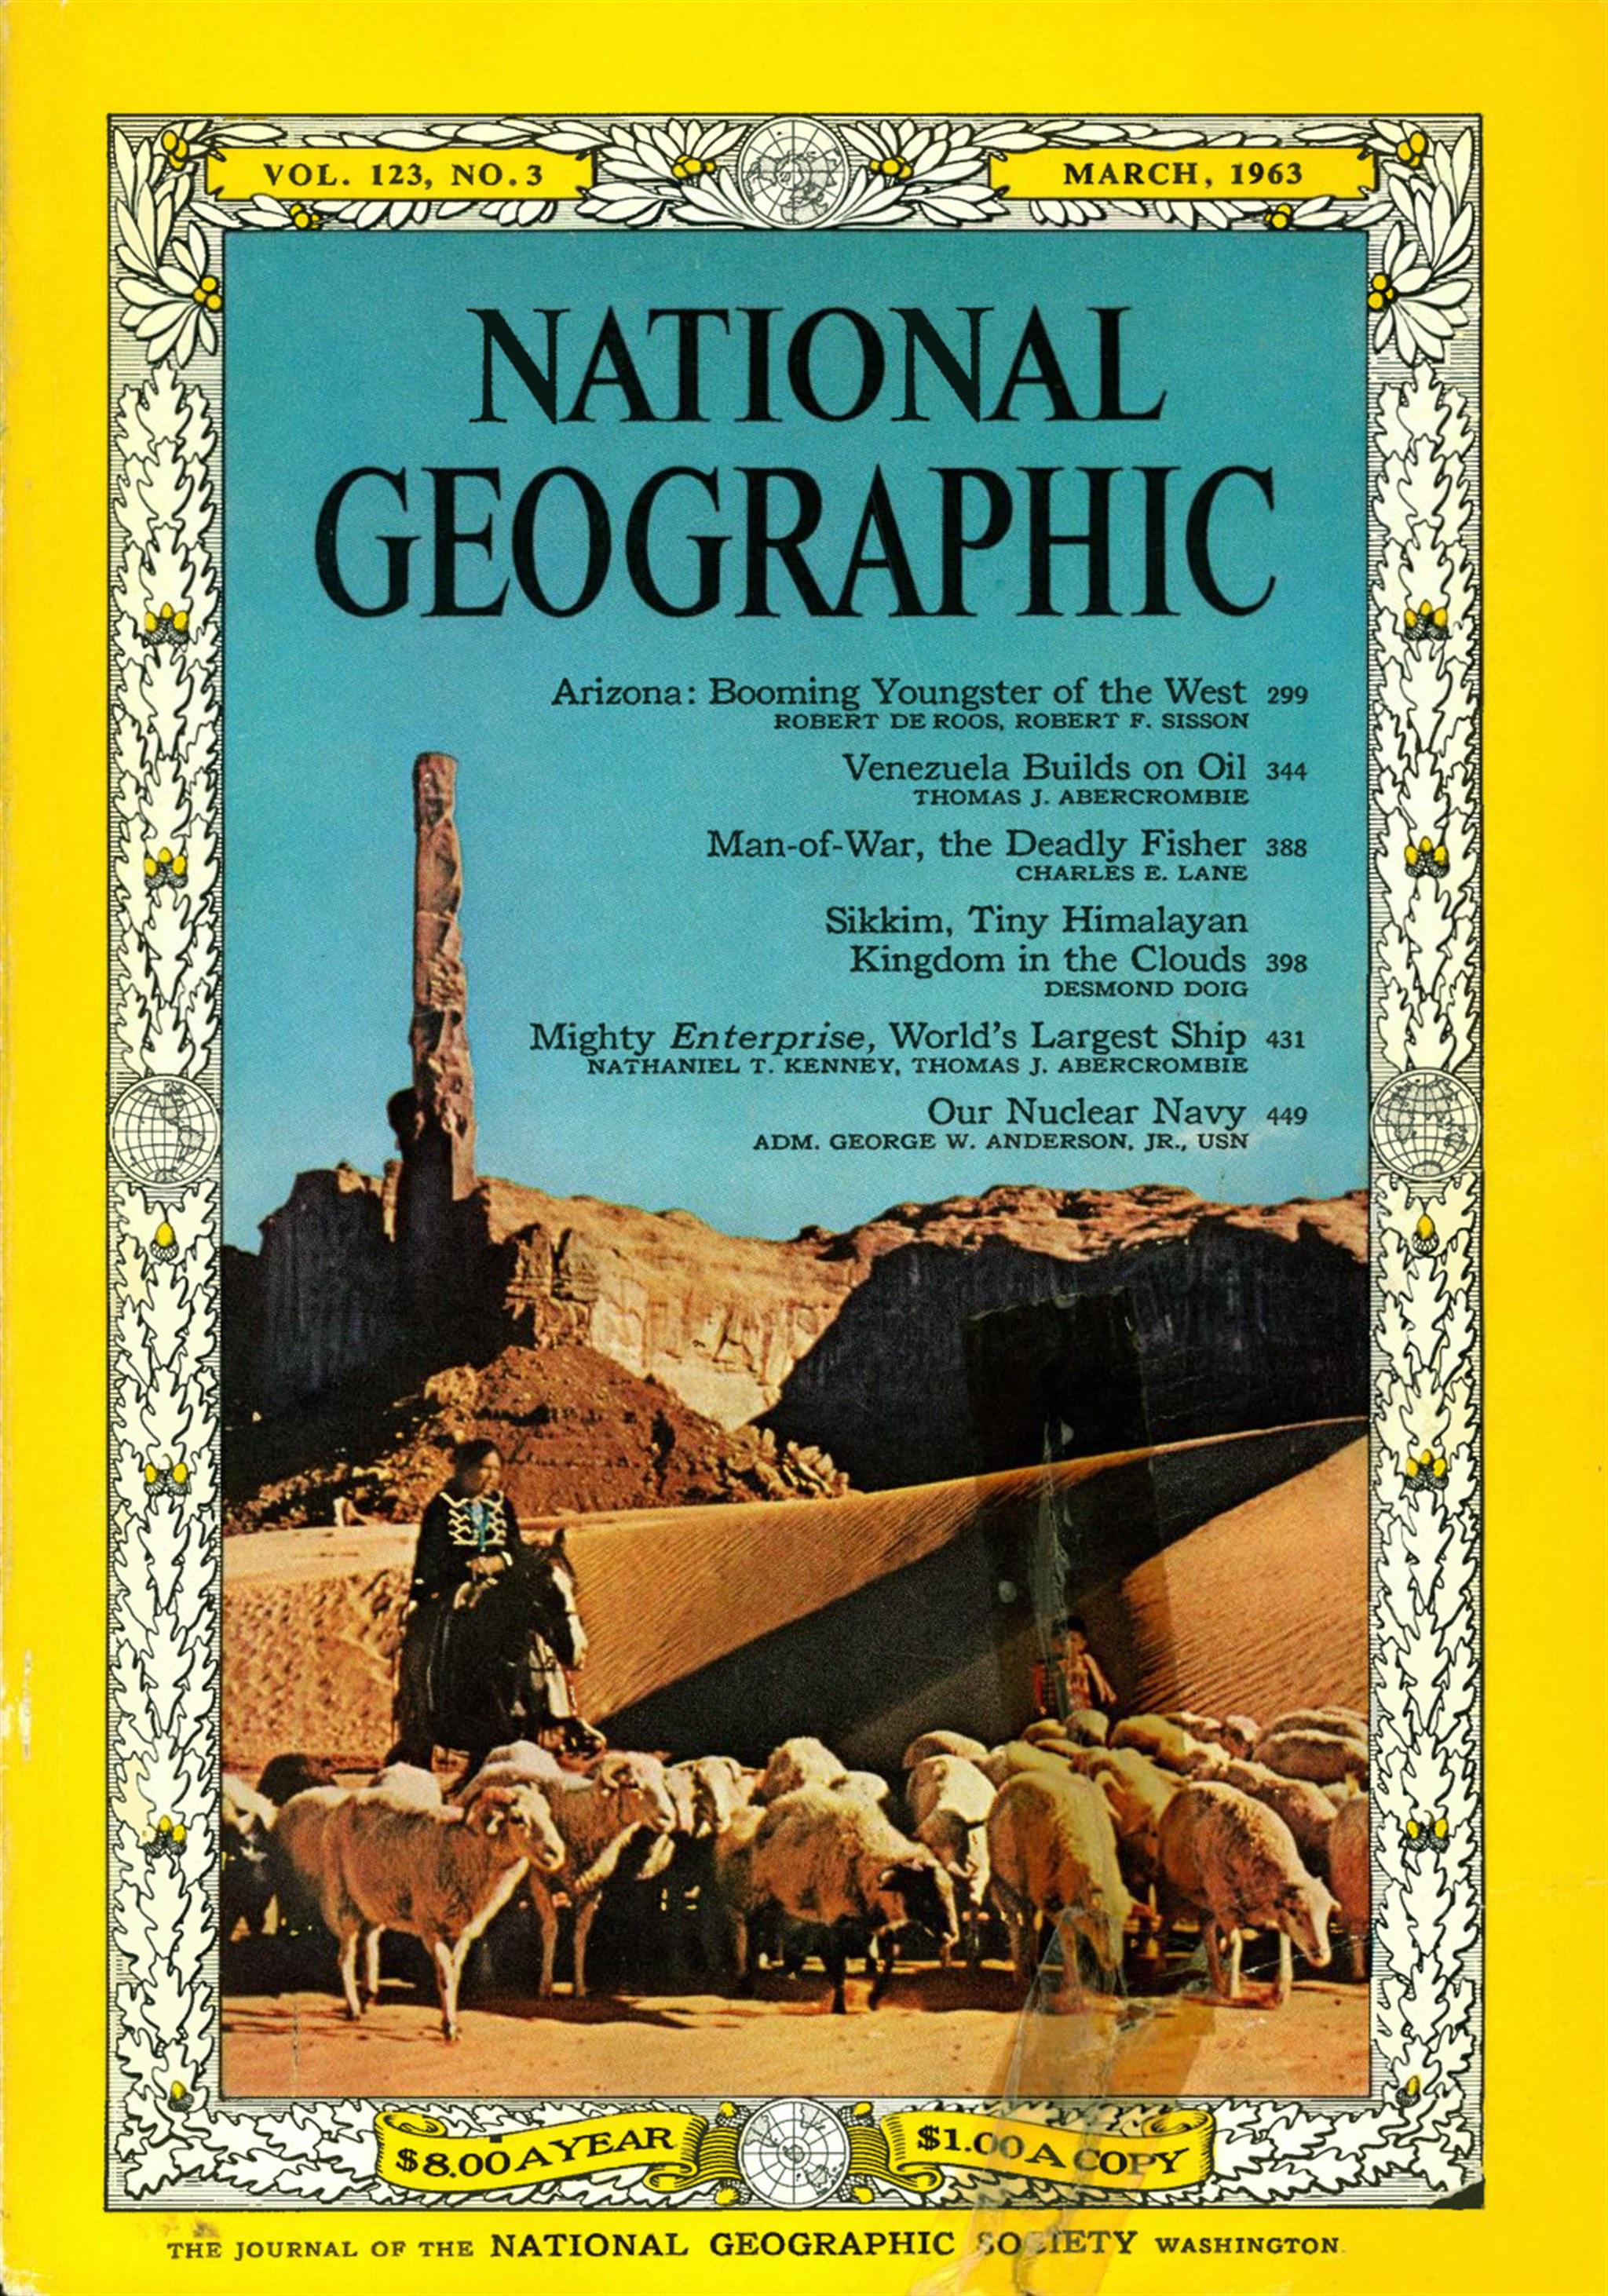 VOL. 123, NO. 3
MARCH, 1963
NATIONAL
GEOGRAPHIC
Arizona: Booming Youngster of the West 299
ROBERT DE ROOS, ROBERT F. SISSON
Venezuela Builds on Oil 344
THOMAS J. ABERCROMBIE
Man-of-War, the Deadly Fisher 388
CHARLES E. LANE
Sikkim, Tiny Himalayan
Kingdom in the Clouds 398
DESMOND DOIG
Mighty Enterprise, World's Largest Ship 431
NATHANIEL T. KENNEY, THOMAS J. ABERCROMBIE
Our Nuclear Navy 449
ADM. GEORGE W. ANDERSON, JR., USN
$8.00 A YEAR
$1.00 A COPY
THE JOURNAL OF THE NATIONAL GEOGRAPHIC SOCIETY WASHINGTON